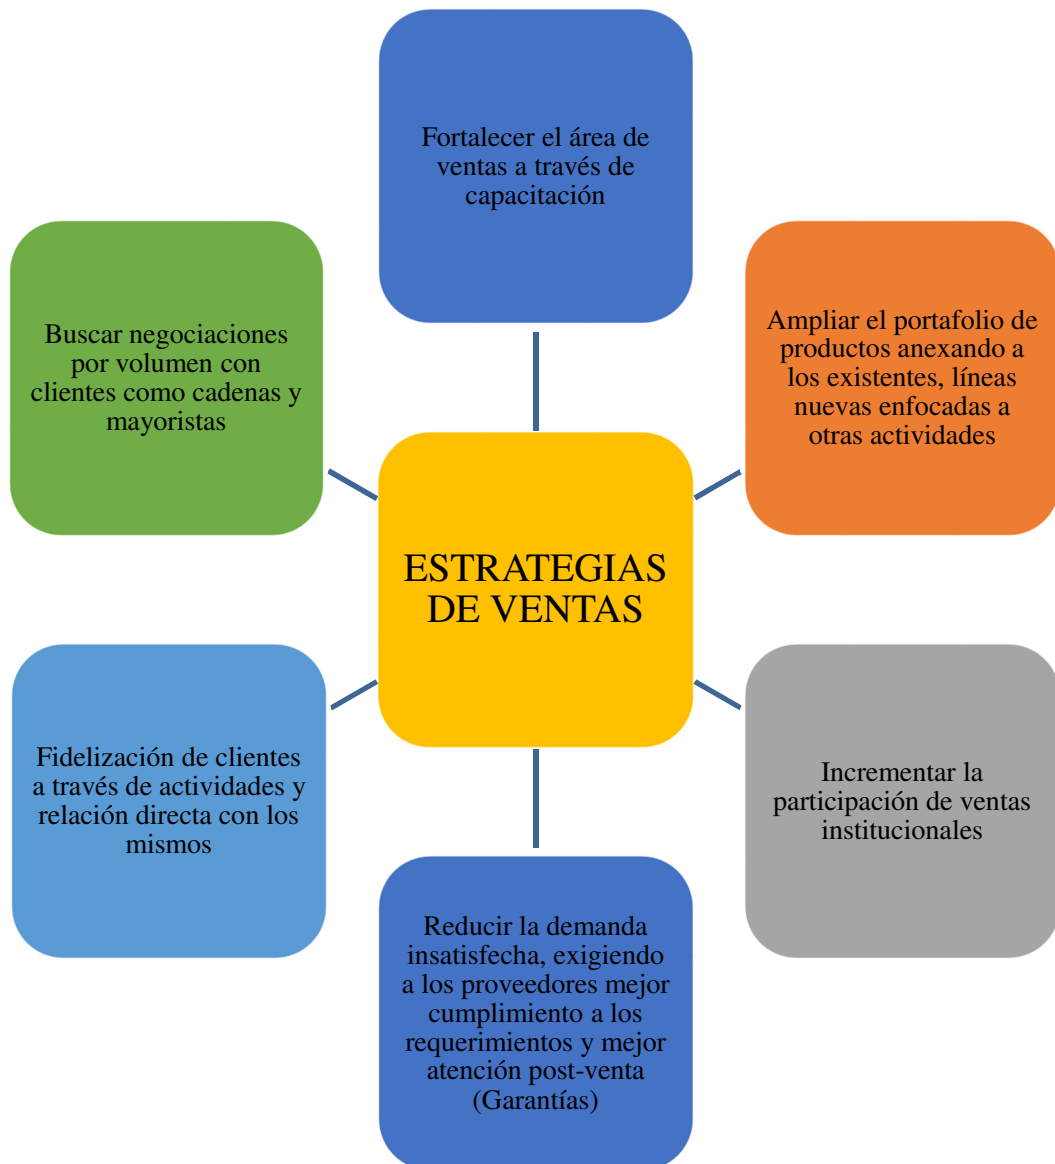 Fortalecer el área de
ventas a través de
capacitación
Buscar negociaciones
por volumen con
clientes como cadenas y
mayoristas
Ampliar el portafolio de
productos anexando a
los existentes, líneas
nuevas enfocadas a
otras actividades
ESTRATEGIAS
DE VENTAS
Fidelización de clientes
a través de actividades y
relación directa con los
mismos
Incrementar la
participación de ventas
institucionales
Reducir la demanda
insatisfecha, exigiendo
a los proveedores mejor
cumplimiento a los
requerimientos y mejor
atención post-venta
(Garantías)